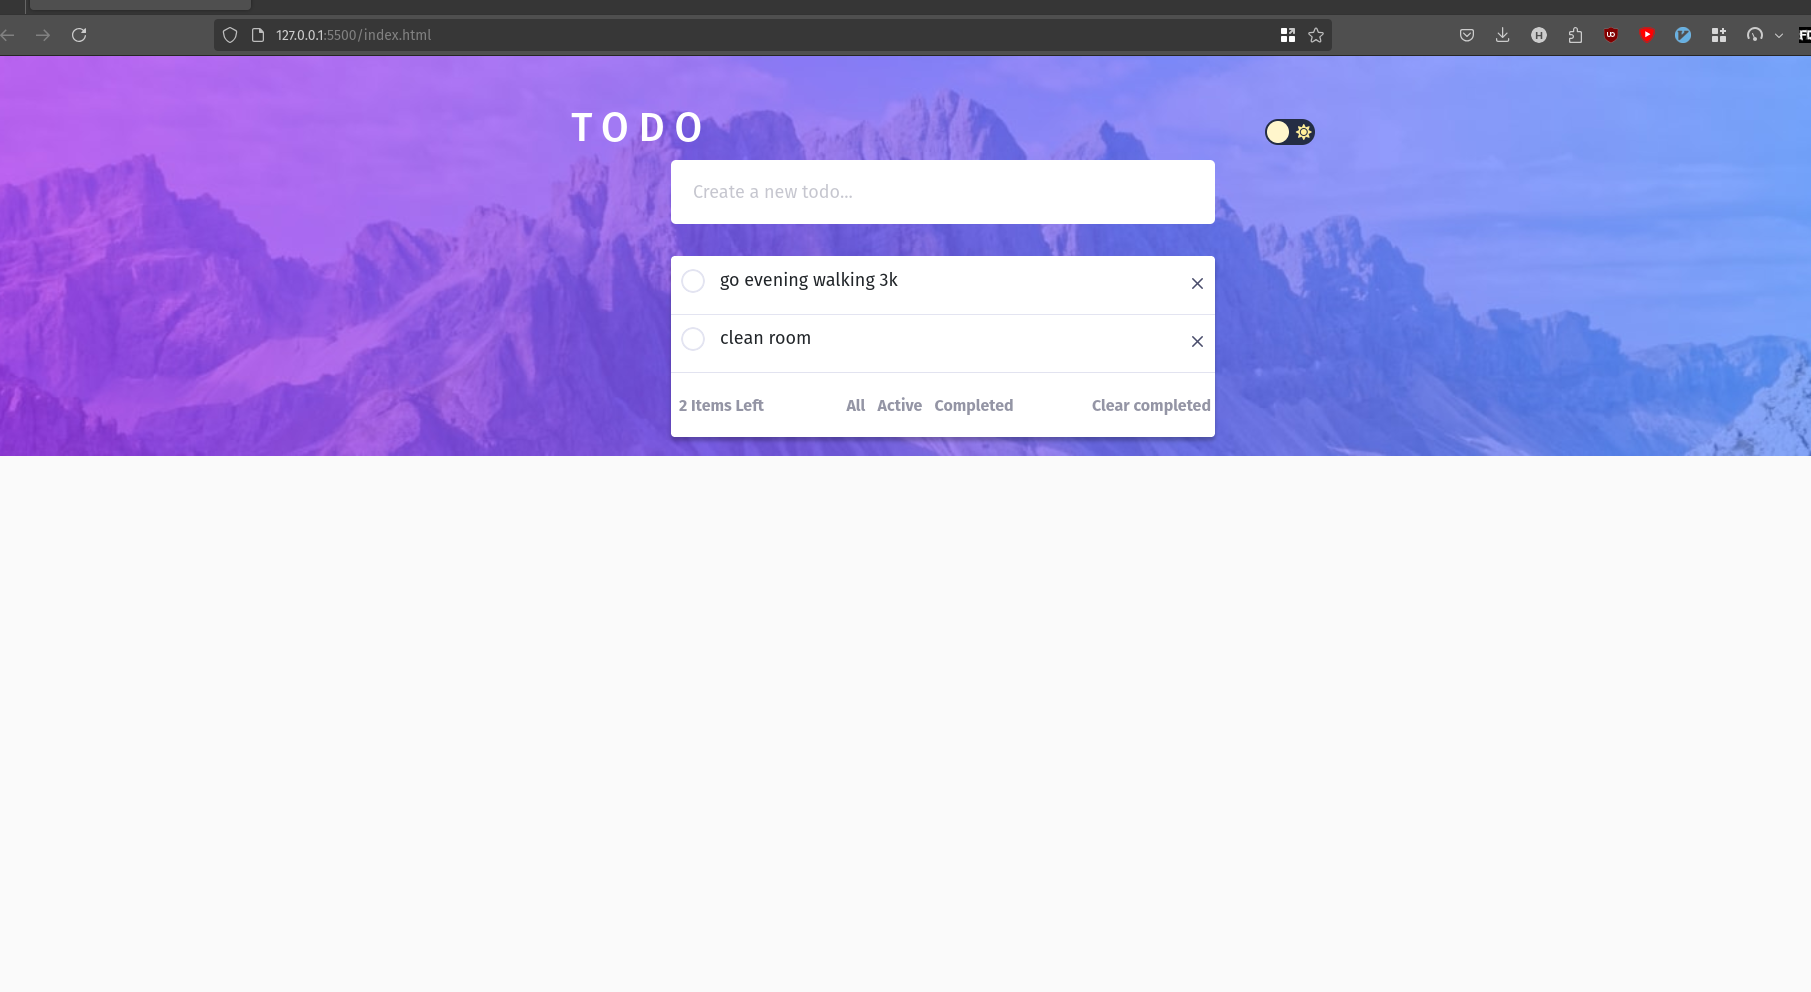 127.0.0.1:5500/index.html
TODO
Create a new todo...
go evening walking 3k
clean room
2 Items Left All Active Completed Clear completed